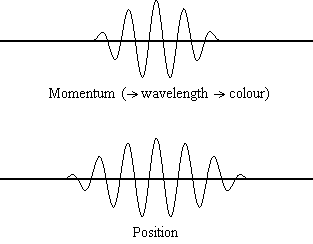 Momentum (→ wavelength → colour)
Position